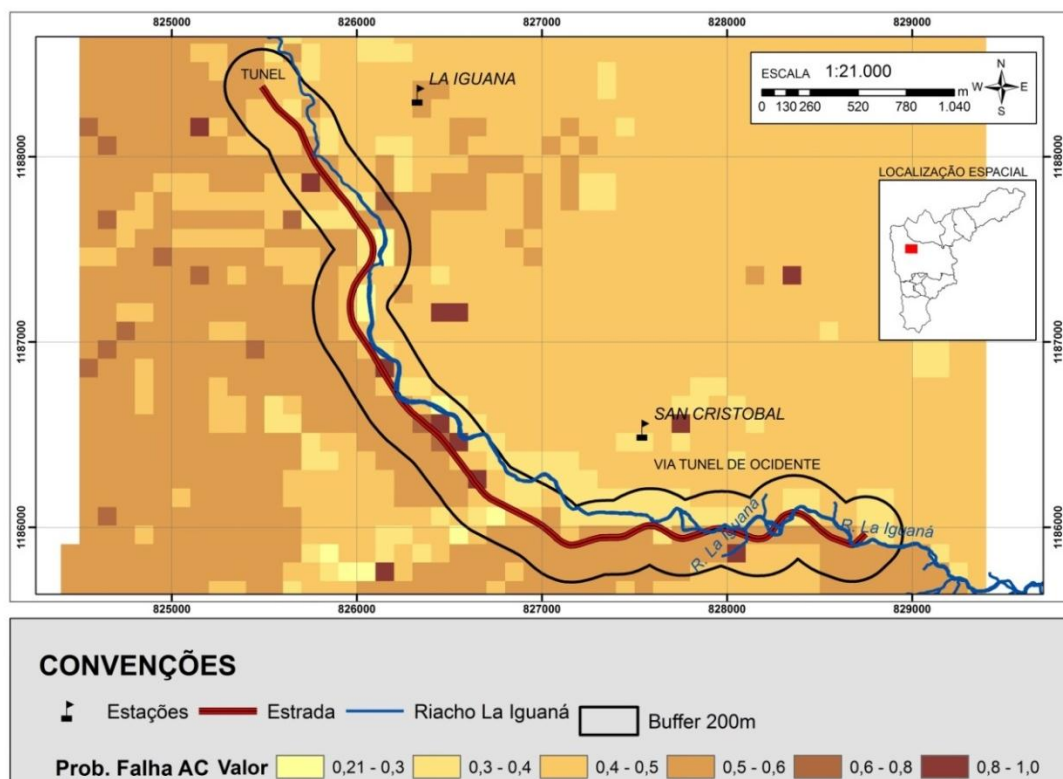 825000 826000 827000 828000 829000
TUNEL
LA IGUANA
ESCALA 1:21.000
m
0 130 260 520 780 1.040
N
W E
S
1188000 1188000
LOCALIZAÇÃO ESPACIAL
1187000 1187000
SAN CRISTOBAL
VIA TUNEL DE OCIDENTE
1186000 1186000
R. La Iguaná
R. La Iguaná
825000 826000 827000 828000 829000
CONVENÇÕES
Estações Estrada Riacho La Iguaná Buffer 200m
Prob. Falha AC Valor 0,21 - 0,3 0,3 - 0,4 0,4 - 0,5 0,5 - 0,6 0,6 - 0,8 0,8 - 1,0